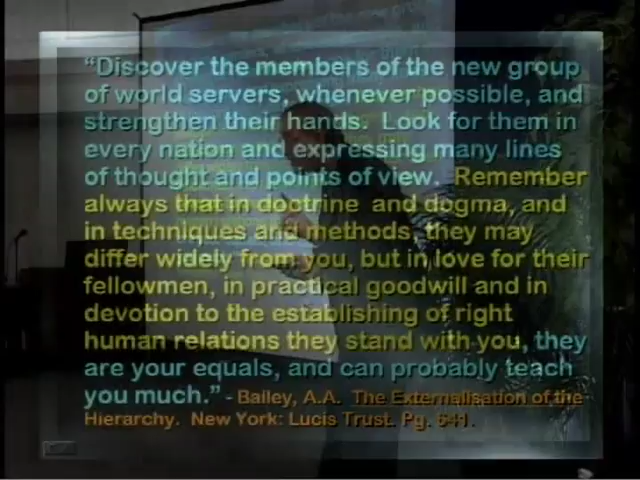 “Discover the members of the new group
of world servers, whenever possible, and
strengthen their hands. Look for them in
every nation and expressing many lines
of thought and points of view. Remember
always that in doctrine and dogma, and
in techniques and methods, they may
differ widely from you, but in love for their
fellowmen, in practical goodwill and in
devotion to the establishing of right
human relations they stand with you, they
are your equals, and can probably teach
you much.” - Bailey, A.A. The Externalisation of the
Hierarchy. New York: Lucis Trust. Pg. 641.